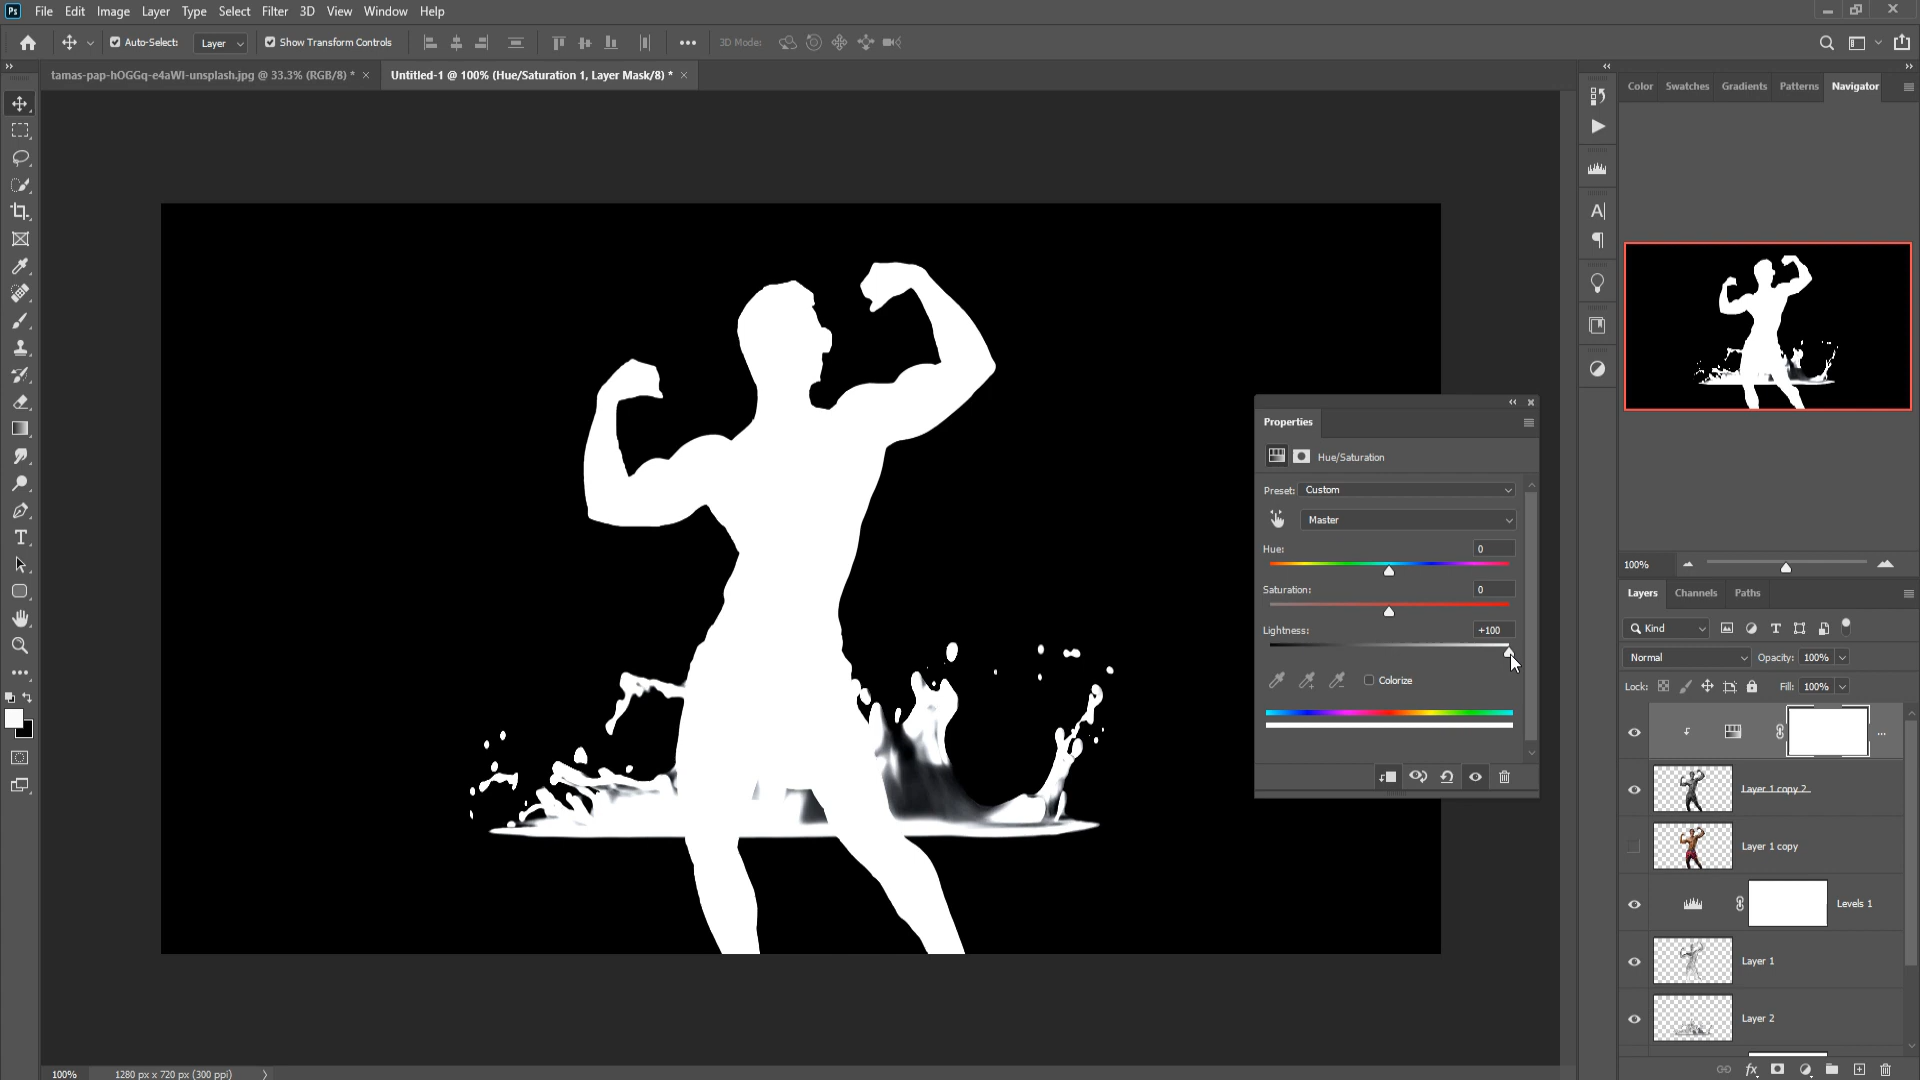 Ps File Edit Image Layer Type Select Filter 3D View Window Help
Auto-Select: Layer Show Transform Controls 3D Mode:
tamas-pap-hOGGq-e4aWI-unsplash.jpg @ 33.3% (RGB/8) * × Untitled-1 @ 100% (Hue/Saturation 1, Layer Mask/8) * ×
Color Swatches Gradients Patterns Navigator
Properties
Hue/Saturation
Preset: Custom
Master
Hue: 0
Saturation: 0
Lightness: +100
Colorize
100%
Layers Channels Paths
Kind
Normal Opacity: 100%
Lock: Fill: 100%
...
Layer 1 copy 2
Layer 1 copy
Levels 1
Layer 1
Layer 2
100% 1280 px x 720 px (300 ppi)